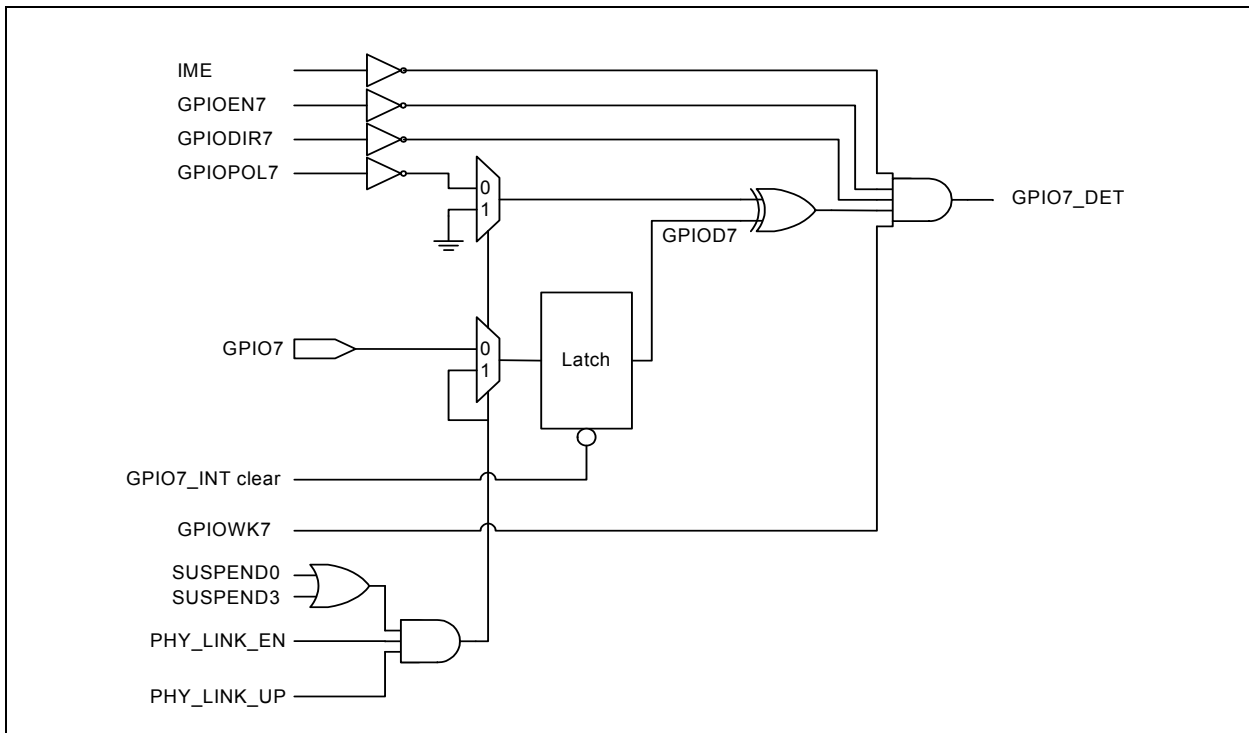 IME
GPIOEN7
GPIODIR7
GPIOPOL7
0
1
GPIO7_DET
GPIOD7
GPIO7
0
1
Latch
GPIO7_INT clear
GPIOWK7
SUSPEND0
SUSPEND3
PHY_LINK_EN
PHY_LINK_UP